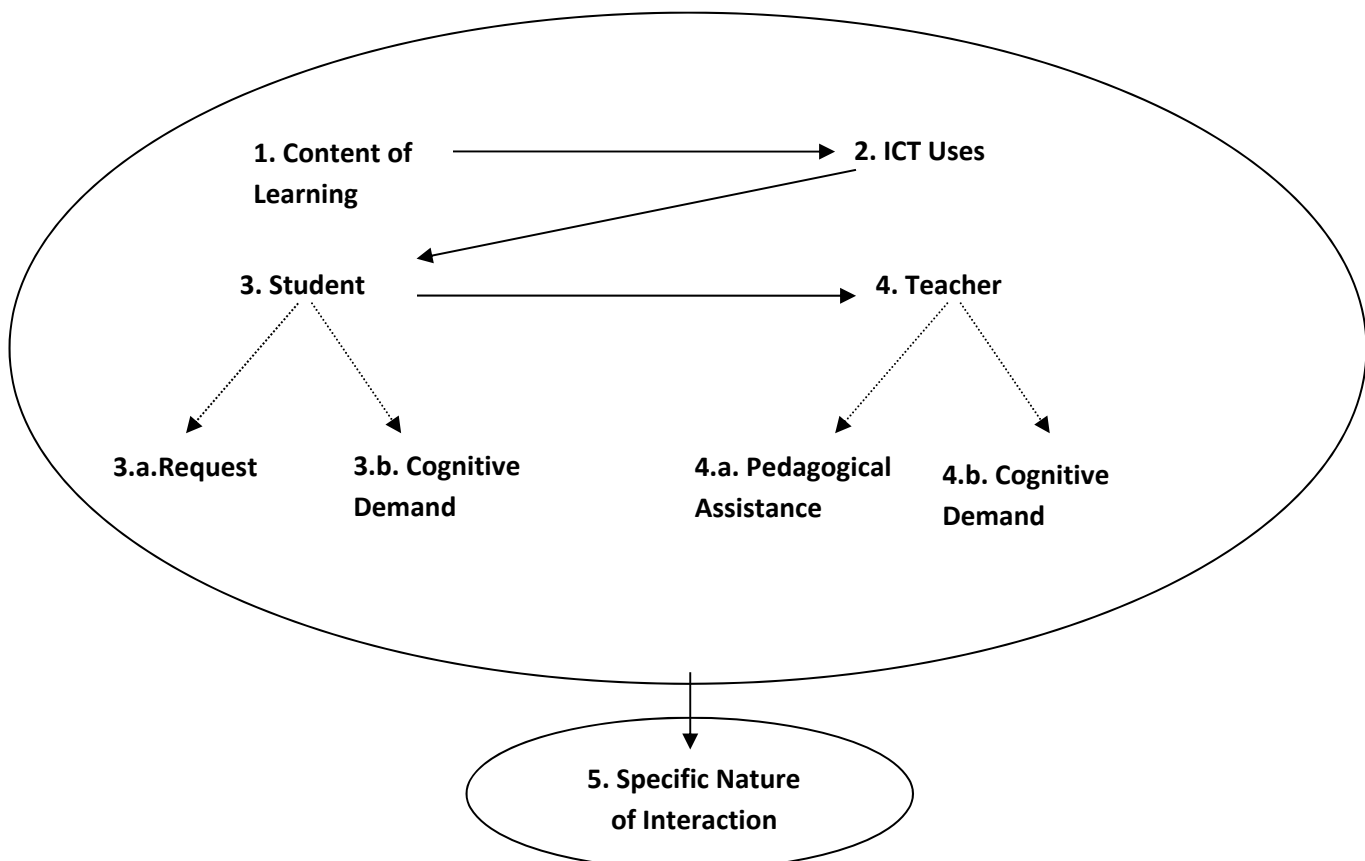 1. Content of
Learning
2. ICT Uses
3. Student
4. Teacher
3.a.Request
3.b. Cognitive
Demand
4.a. Pedagogical
Assistance
4.b. Cognitive
Demand
5. Specific Nature
of Interaction